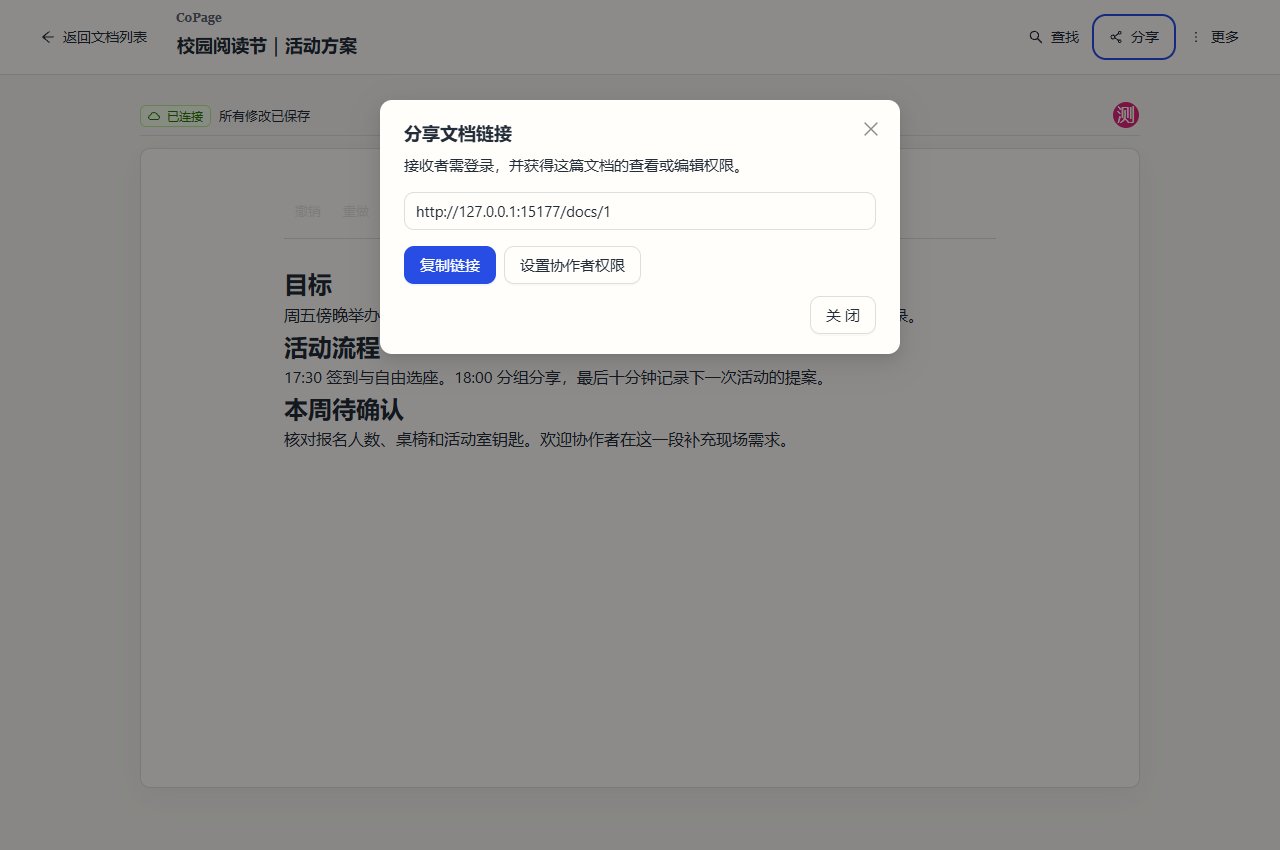 CoPage
返回文档列表
校园阅读节 | 活动方案
查找
分享
更多
已连接 所有修改已保存
测
分享文档链接
接收者需登录，并获得这篇文档的查看或编辑权限。
http://127.0.0.1:15177/docs/1
复制链接
设置协作者权限
关 闭
撤销 重做
目标
周五傍晚举办
录。
活动流程
17:30 签到与自由选座。18:00 分组分享，最后十分钟记录下一次活动的提案。
本周待确认
核对报名人数、桌椅和活动室钥匙。欢迎协作者在这一段补充现场需求。